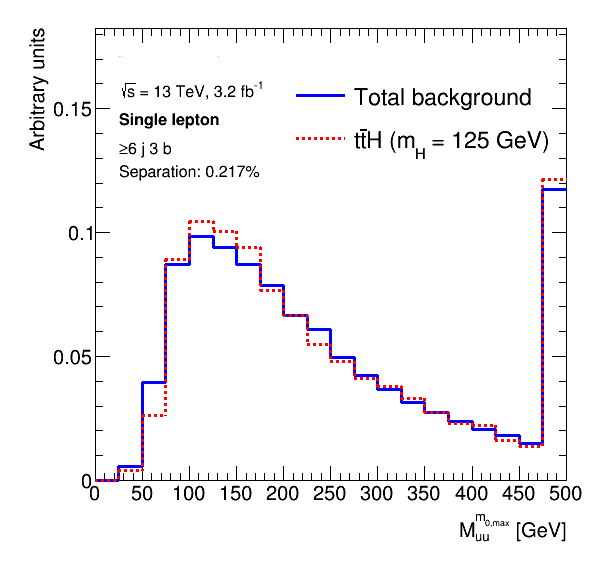 Arbitrary units
√s = 13 TeV, 3.2 fb⁻¹
Single lepton
≥6 j 3 b
Separation: 0.217%
Total background
tt̄H (m_H = 125 GeV)
0.15
0.1
0.05
0
0 50 100 150 200 250 300 350 400 450 500
M_uu^m_0,max [GeV]